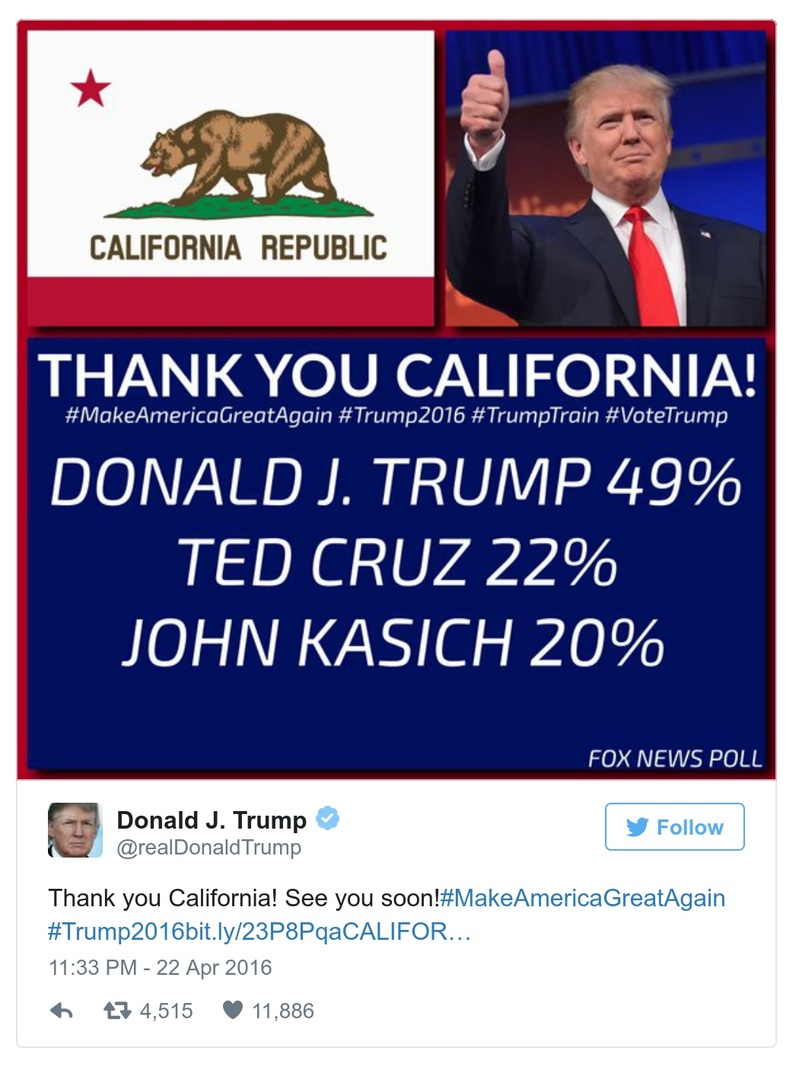 CALIFORNIA REPUBLIC
THANK YOU CALIFORNIA!
#MakeAmericaGreatAgain #Trump2016 #TrumpTrain #VoteTrump
DONALD J. TRUMP 49%
TED CRUZ 22%
JOHN KASICH 20%
FOX NEWS POLL
Donald J. Trump
@realDonaldTrump
Follow
Thank you California! See you soon!#MakeAmericaGreatAgain
#Trump2016bit.ly/23P8PqaCALIFOR…
11:33 PM - 22 Apr 2016
4,515 11,886